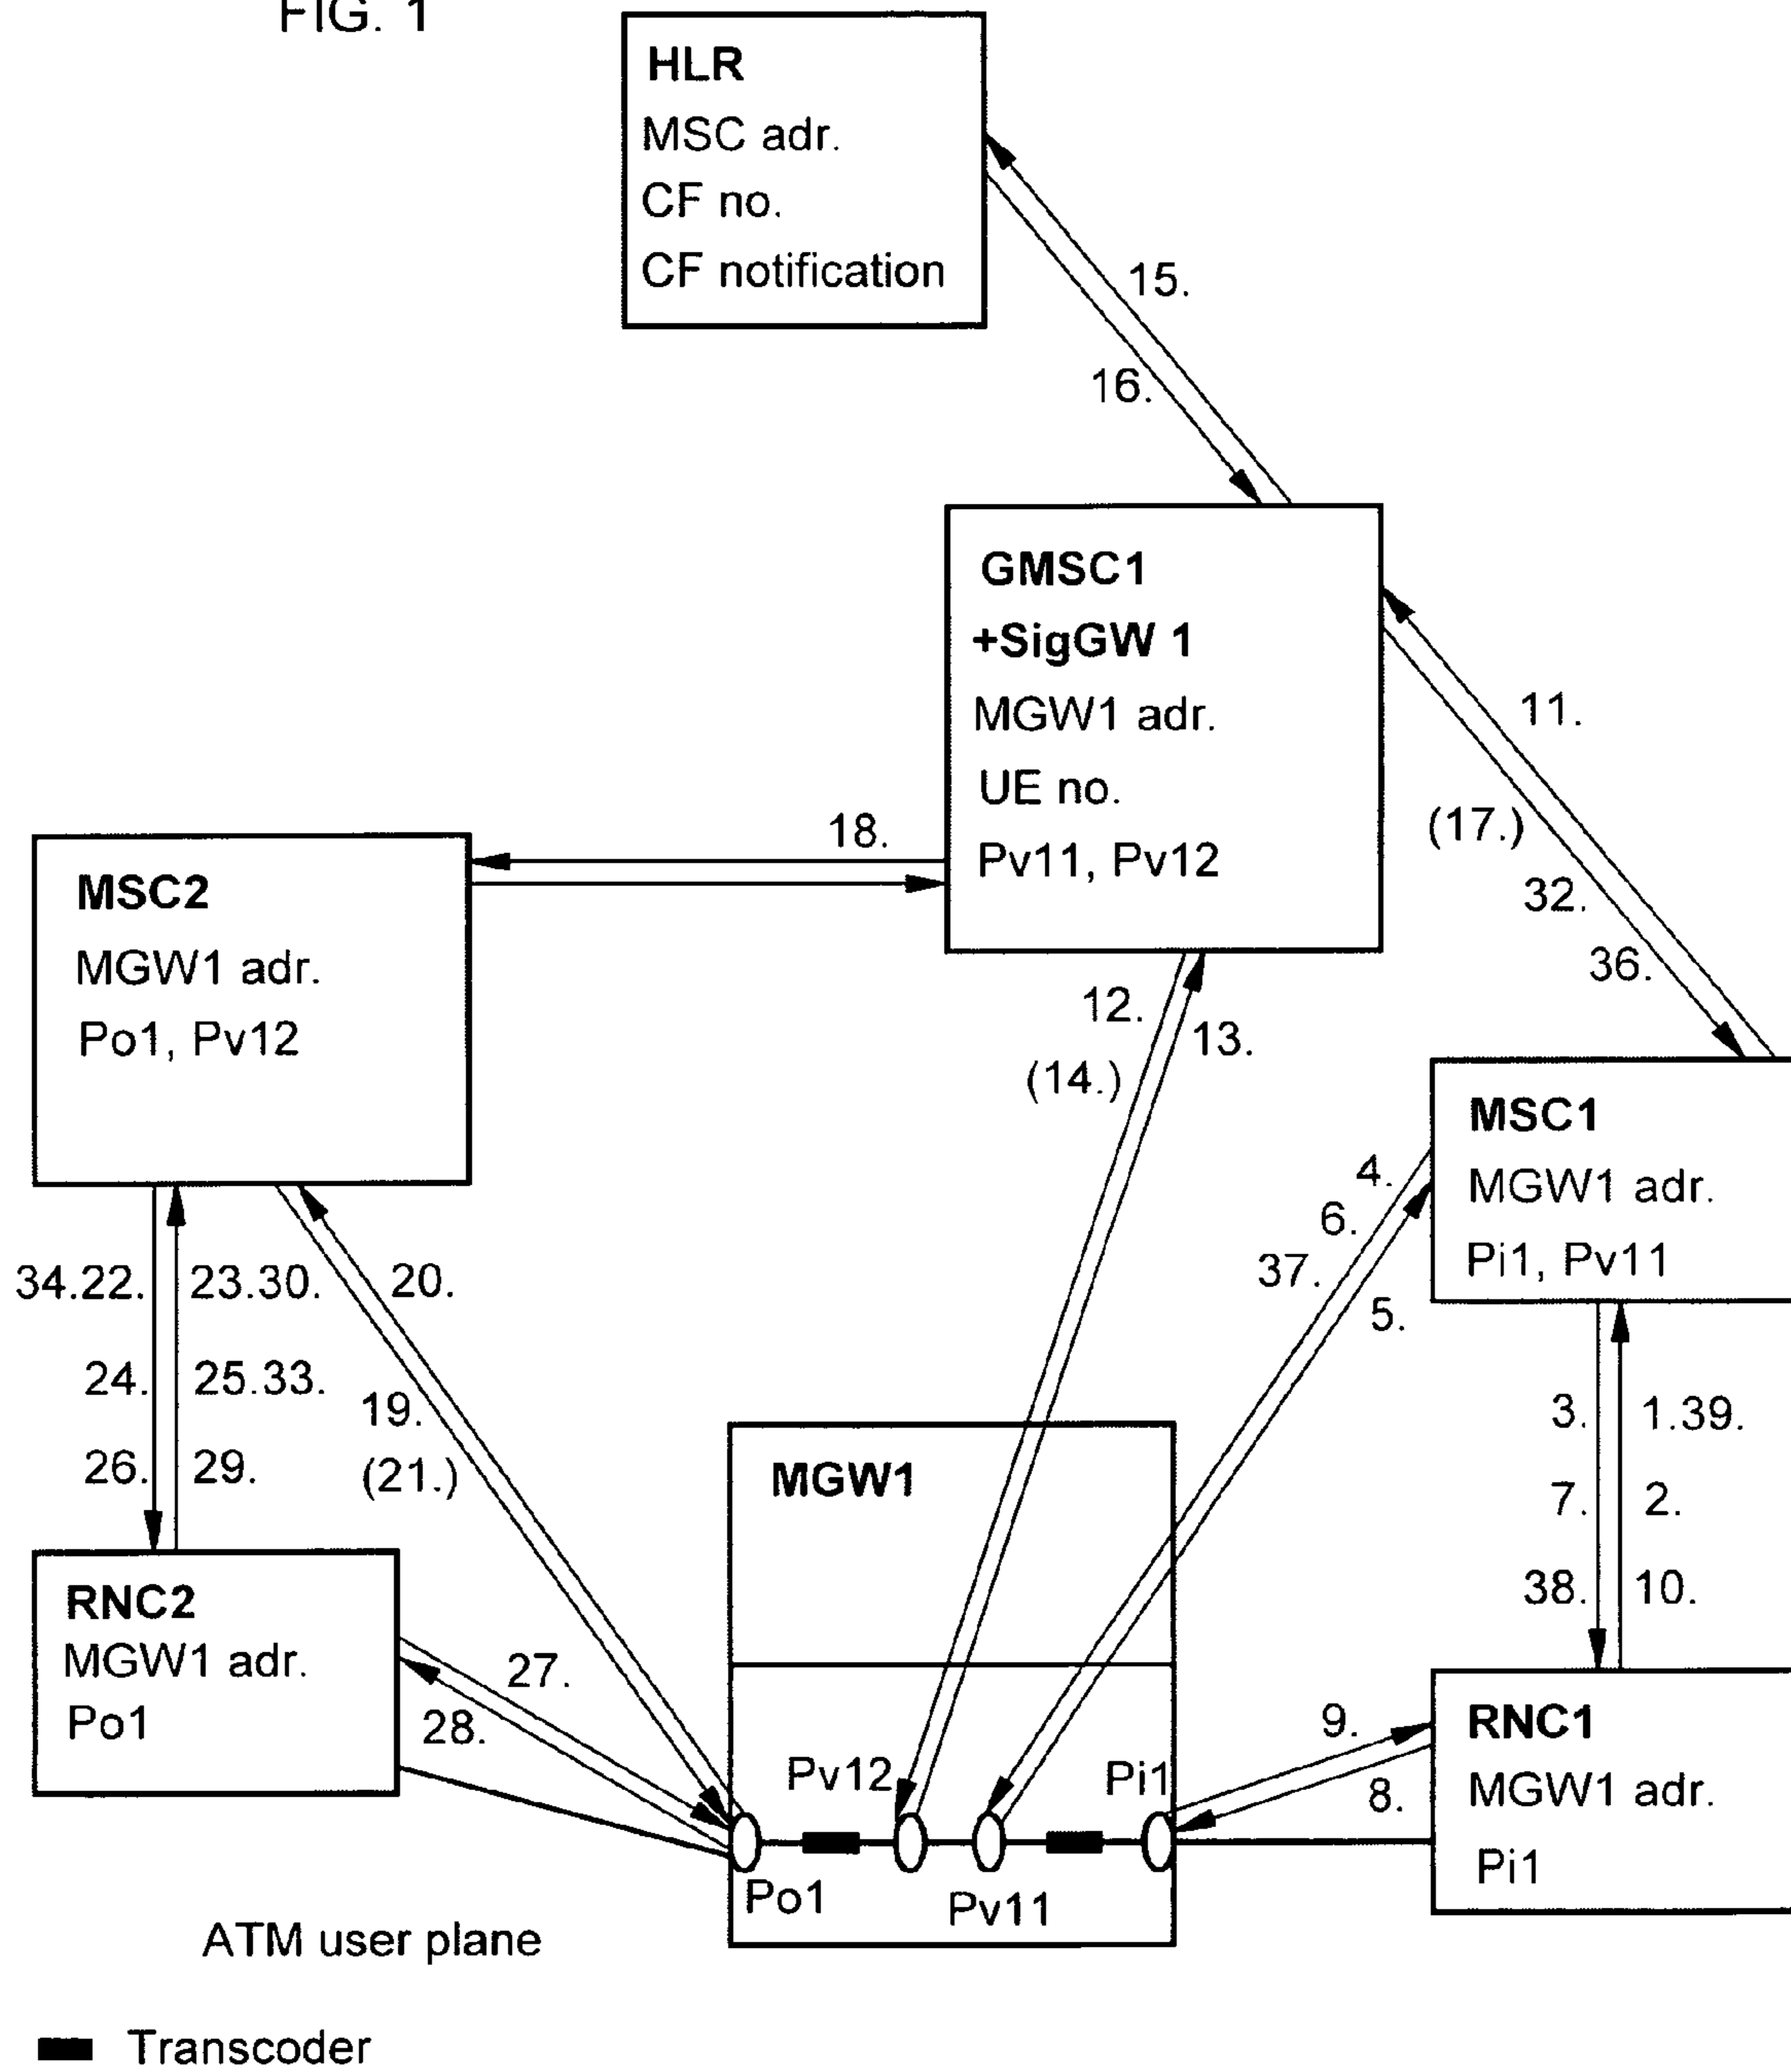 FIG. 1
HLR
MSC adr.
CF no.
CF notification
15.
16.
GMSC1
+SigGW 1
MGW1 adr.
UE no.
Pv11, Pv12
11.
(17.)
32.
36.
18.
MSC2
MGW1 adr.
Po1, Pv12
12.
13.
(14.)
MSC1
MGW1 adr.
Pi1, Pv11
4.
6.
37.
5.
34.22.
23.30.
20.
24.
25.33.
19.
26.
29.
(21.)
3.
1.39.
7.
2.
38.
10.
MGW1
RNC2
MGW1 adr.
Po1
27.
28.
Pv12
Pi1
9.
8.
RNC1
MGW1 adr.
Pi1
Po1
Pv11
ATM user plane
Transcoder